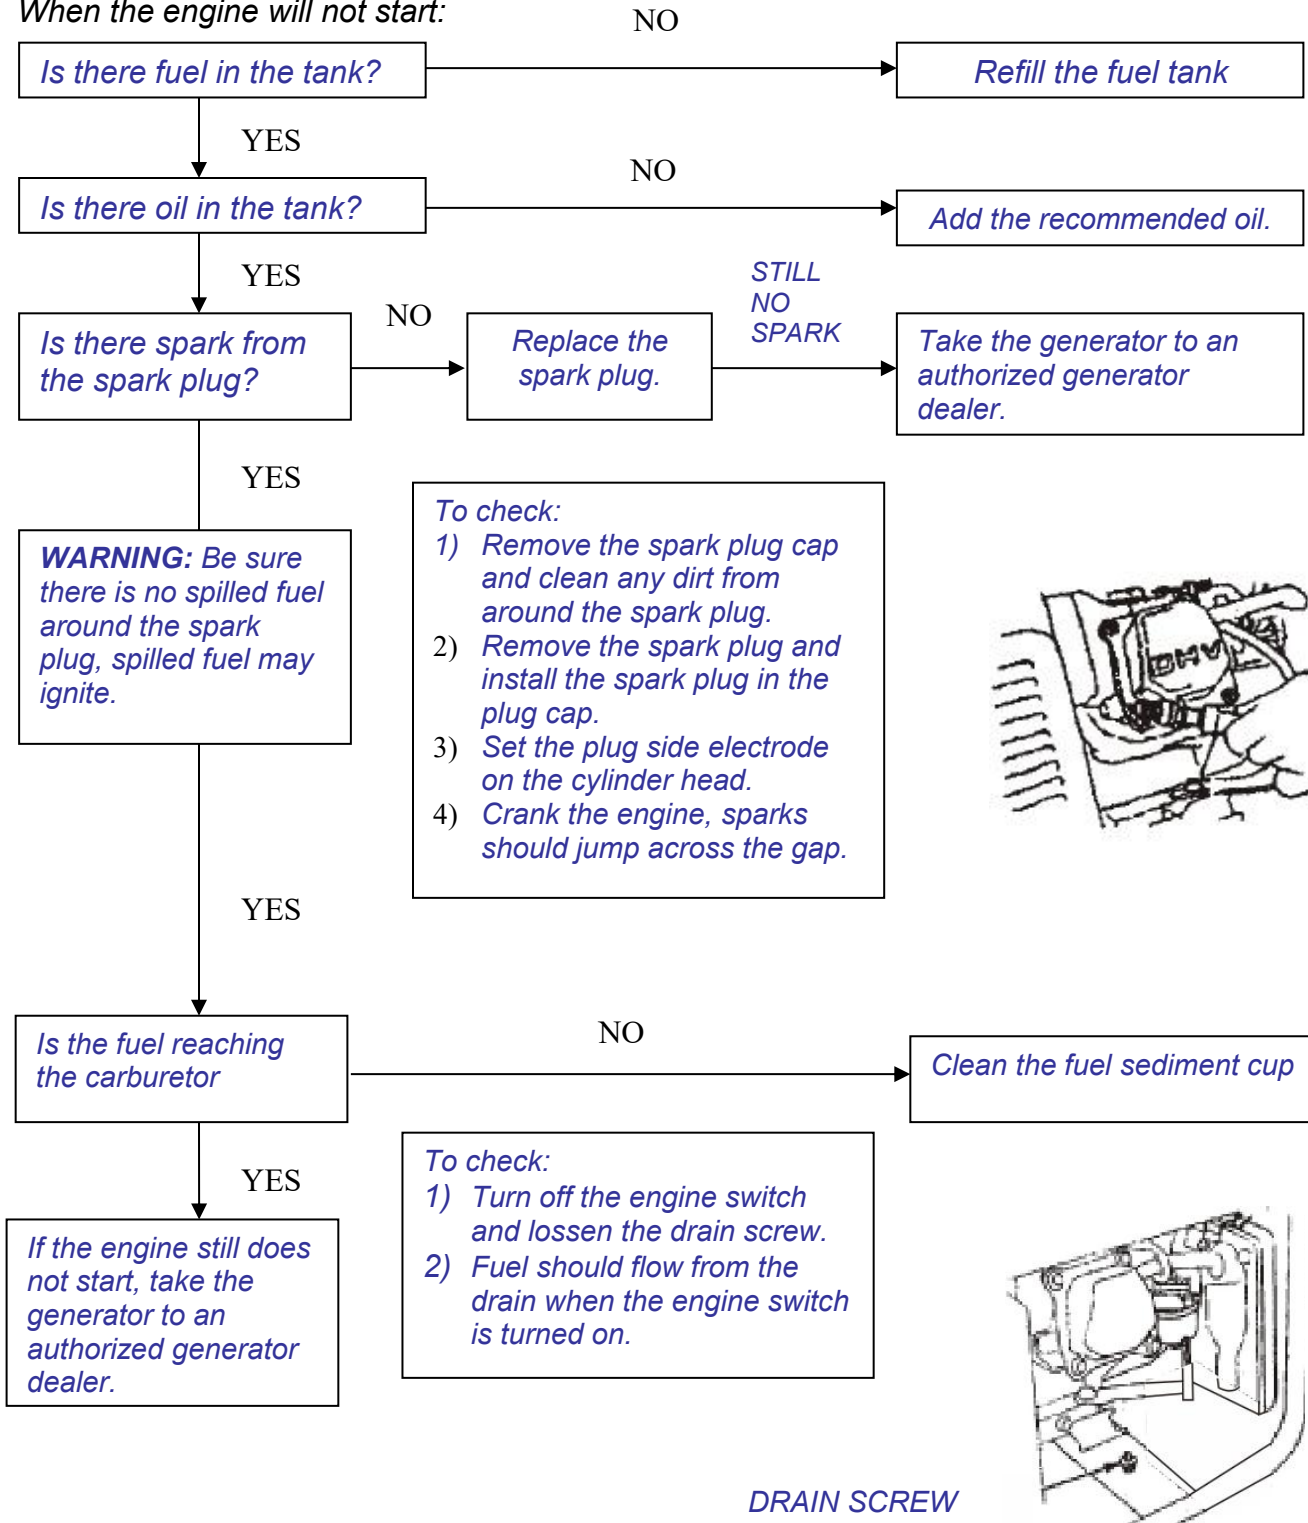 When the engine will not start:
NO
Is there fuel in the tank?
Refill the fuel tank
YES
NO
Is there oil in the tank?
Add the recommended oil.
YES
NO
STILL
NO
SPARK
Is there spark from
the spark plug?
Replace the
spark plug.
Take the generator to an
authorized generator
dealer.
YES
WARNING: Be sure
there is no spilled fuel
around the spark
plug, spilled fuel may
ignite.
To check:
1) Remove the spark plug cap
and clean any dirt from
around the spark plug.
2) Remove the spark plug and
install the spark plug in the
plug cap.
3) Set the plug side electrode
on the cylinder head.
4) Crank the engine, sparks
should jump across the gap.
OHV
YES
Is the fuel reaching
the carburetor
NO
Clean the fuel sediment cup
YES
To check:
1) Turn off the engine switch
and lossen the drain screw.
2) Fuel should flow from the
drain when the engine switch
is turned on.
If the engine still does
not start, take the
generator to an
authorized generator
dealer.
DRAIN SCREW